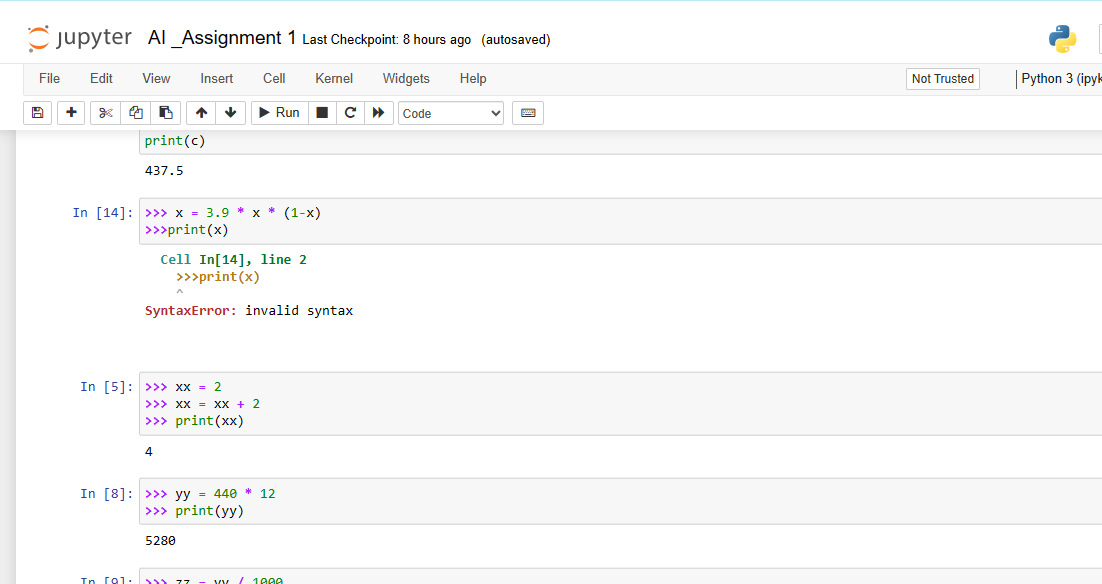 jupyter AI _Assignment 1 Last Checkpoint: 8 hours ago (autosaved)
File Edit View Insert Cell Kernel Widgets Help Not Trusted Python 3 (ipyk
Run Code
print(c)
437.5
In [14]: >>> x = 3.9 * x * (1-x)
>>>print(x)
Cell In[14], line 2
>>>print(x)
^
SyntaxError: invalid syntax
In [5]: >>> xx = 2
>>> xx = xx + 2
>>> print(xx)
4
In [8]: >>> yy = 440 * 12
>>> print(yy)
5280
In [9]: >>> zz = yy / 1000